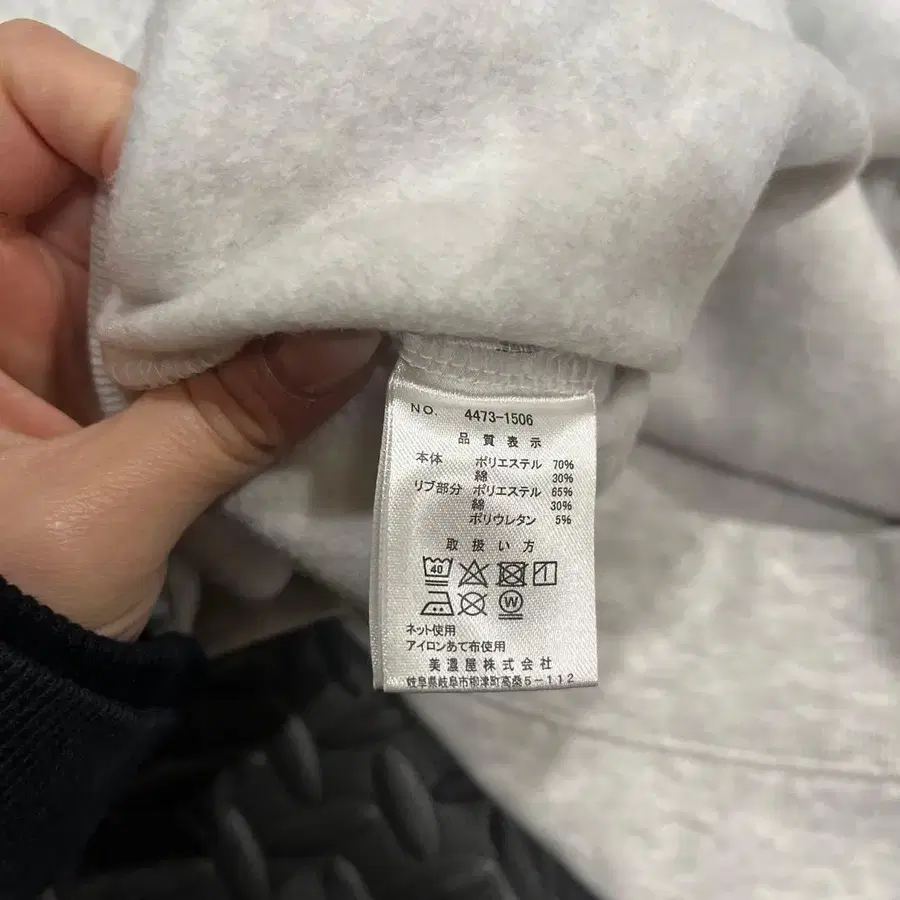 NO. 4473-1506
品質表示
本体 ポリエステル 70%
綿 30%
リブ部分 ポリエステル 65%
綿 30%
ポリウレタン 5%
取扱い方
40
W
ネット使用
アイロンあて布使用
美濃屋株式会社
岐阜県岐阜市柳津町高桑5-112